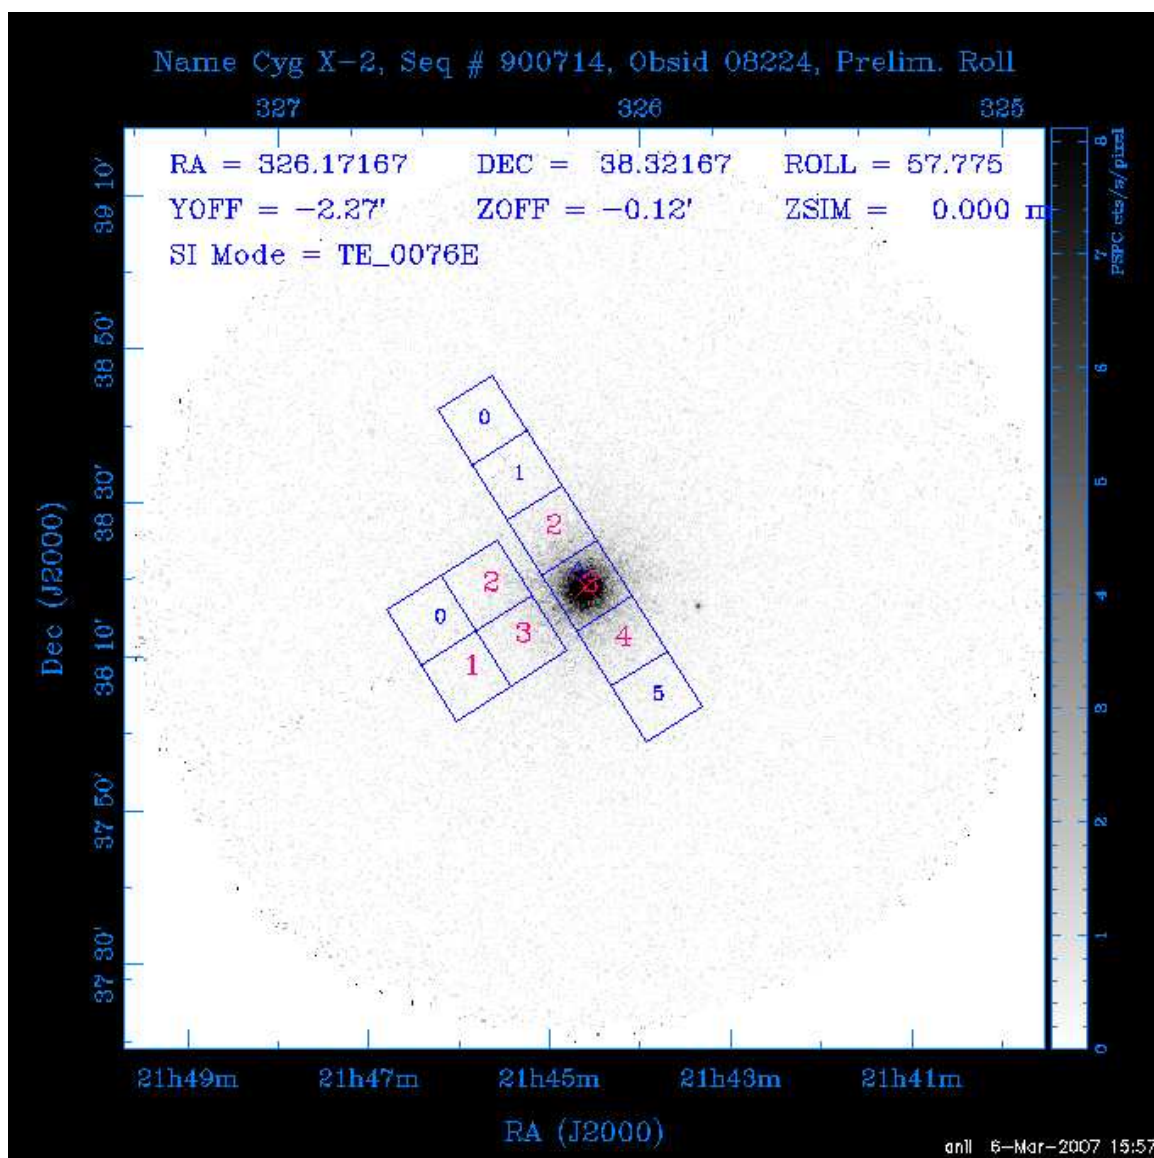 Name Cyg X-2, Seq # 900714, Obsid 08224, Prelim. Roll
327 326 325
RA = 326.17167 DEC = 38.32167 ROLL = 57.775
YOFF = -2.27' ZOFF = -0.12' ZSIM = 0.000 m
SI Mode = TE_0076E
8
PSPC cts/s/pixel
7
6
5
4
3
2
1
0
39 10'
38 50'
38 30'
38 10'
37 50'
37 30'
Dec (J2000)
0
1
2
3
4
5
0
2
3
1
21h49m 21h47m 21h45m 21h43m 21h41m
RA (J2000)
anll 6-Mar-2007 15:57